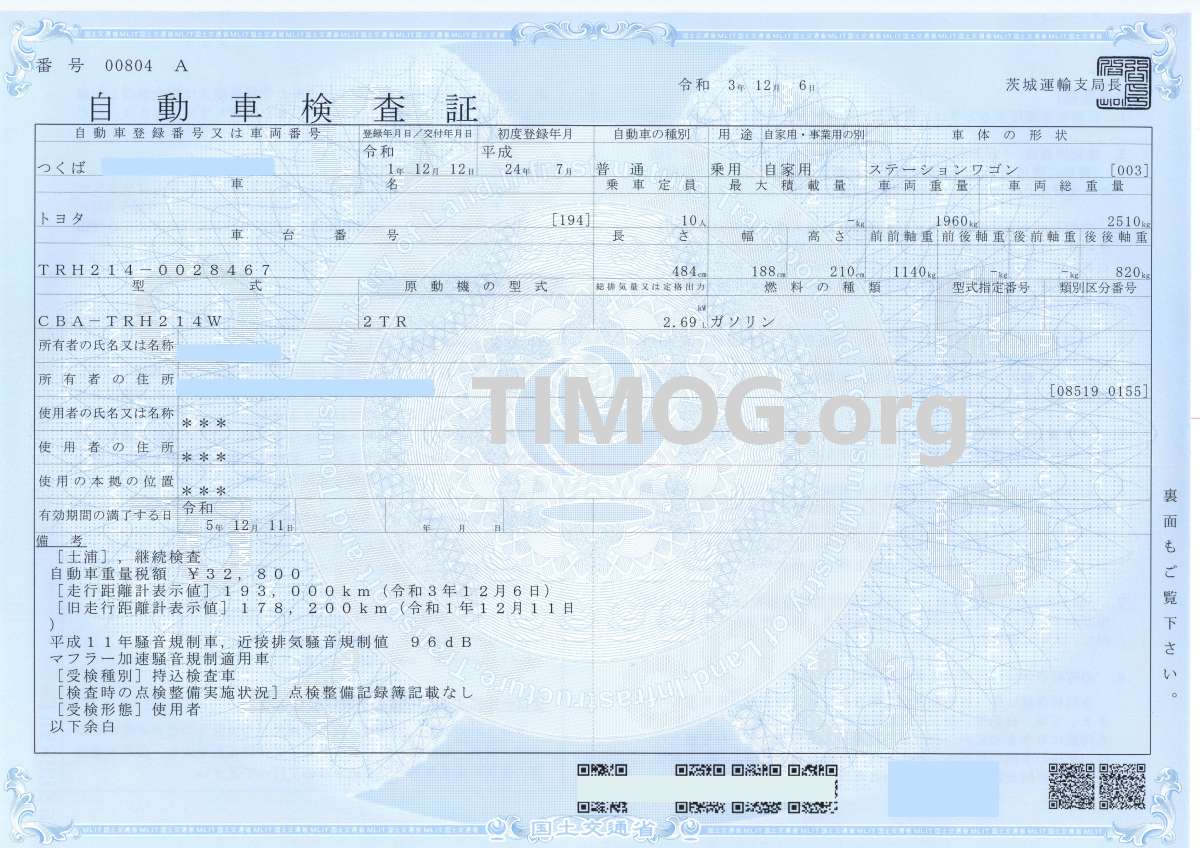 番 号 00804 A
令和 3年 12月 6日
茨城運輸支局長
自動車検査証
自動車登録番号又は車両番号 登録年月日／交付年月日 初度登録年月 自動車の種別 用途 自家用・事業用の別 車体の形状
つくば 令和 1年 12月 12日 平成 24年 7月 普通 乗用 自家用 ステーションワゴン [003]
車名 乗車定員 最大積載量 車両重量 車両総重量
トヨタ [194] 10人 -kg 1960kg 2510kg
車台番号 長さ 幅 高さ 前前軸重 前後軸重 後前軸重 後後軸重
TRH214-0028467 484cm 188cm 210cm 1140kg -kg -kg 820kg
型式 原動機の型式 総排気量又は定格出力 燃料の種類 型式指定番号 類別区分番号
CBA-TRH214W 2TR 2.69 kW L ガソリン
所有者の氏名又は名称
所有者の住所 [08519 0155]
使用者の氏名又は名称 ***
使用者の住所 ***
使用の本拠の位置 ***
有効期間の満了する日 令和 5年 12月 11日 年 月 日
備考
[土浦]，継続検査
自動車重量税額 ￥32，800
[走行距離計表示値]193，000km（令和3年12月6日）
[旧走行距離計表示値]178，200km（令和1年12月11日
）
平成11年騒音規制車，近接排気騒音規制値 96dB
マフラー加速騒音規制適用車
[受検種別]持込検査車
[検査時の点検整備実施状況]点検整備記録簿記載なし
[受検形態]使用者
以下余白
裏面もご覧下さい。
TIMOG.org
国土交通省